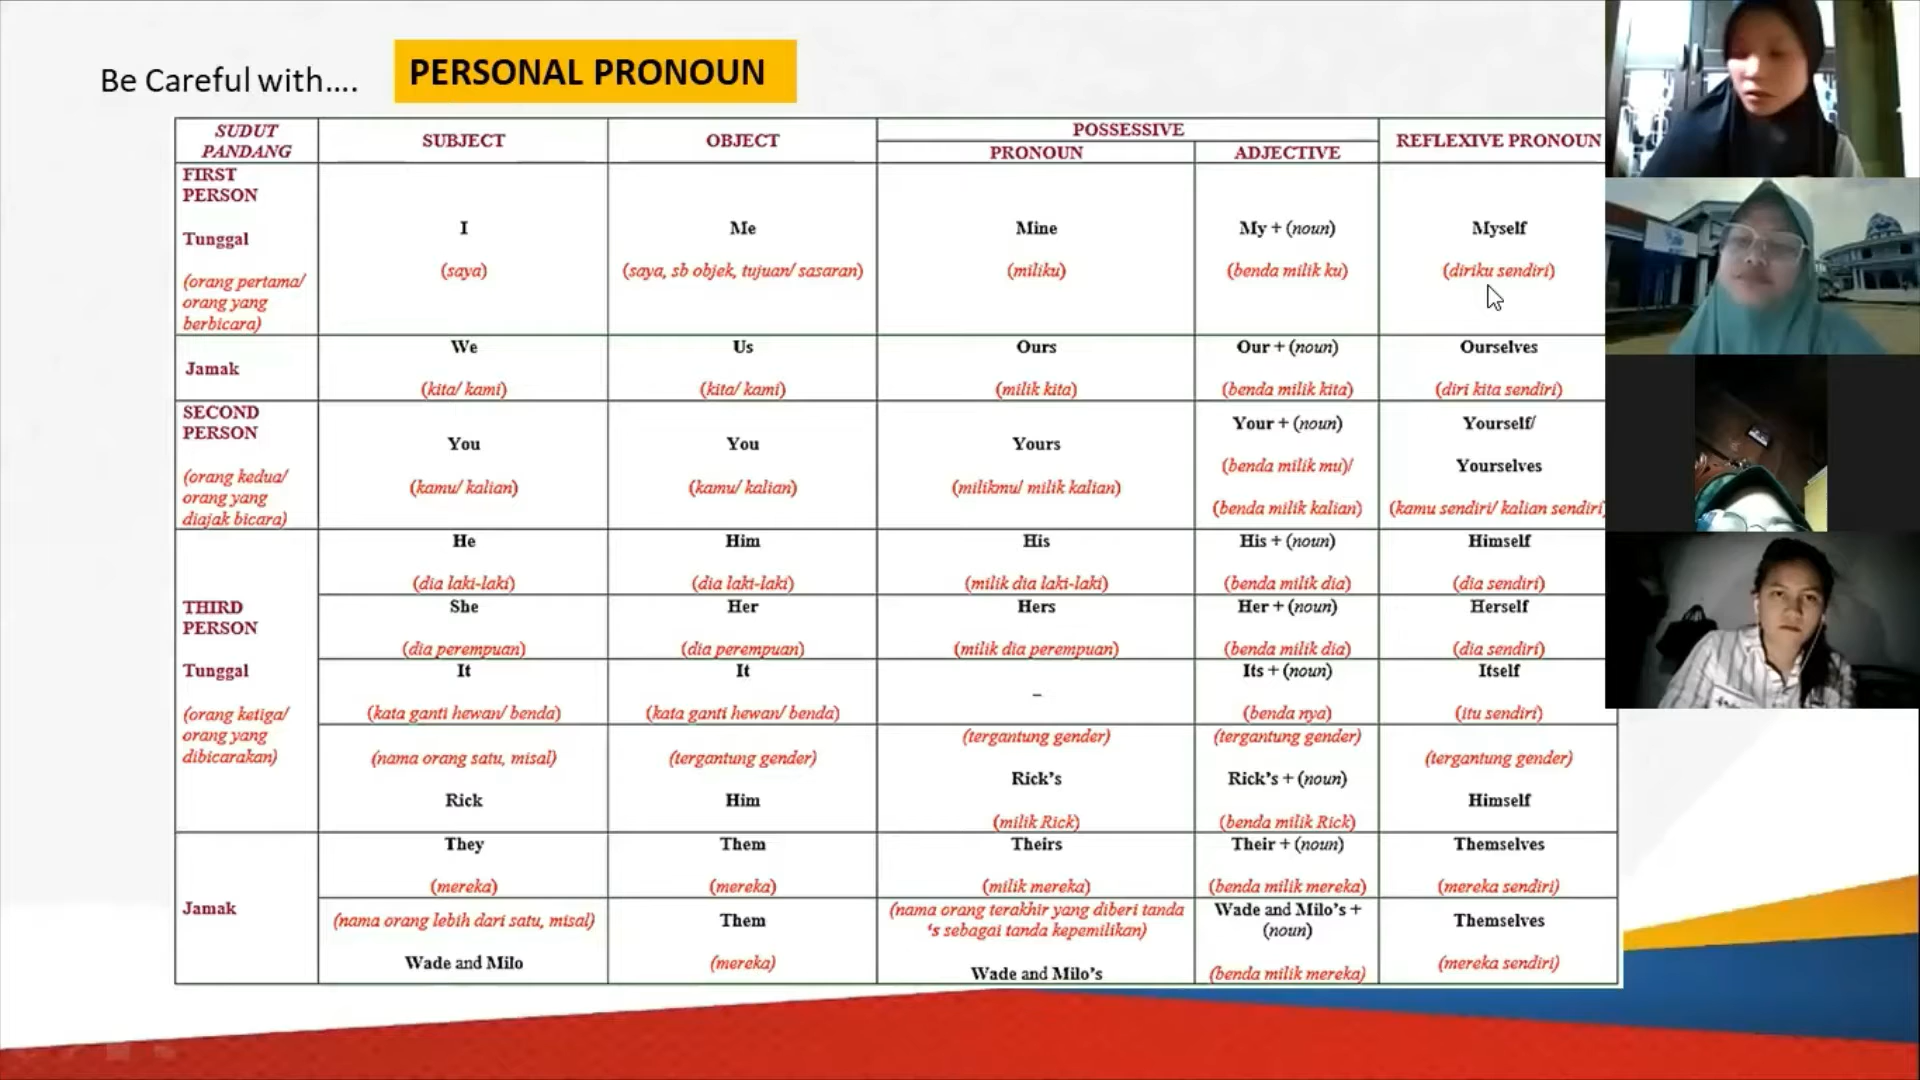 Be Careful with....
PERSONAL PRONOUN
SUDUT PANDANG
SUBJECT
OBJECT
POSSESSIVE
PRONOUN
ADJECTIVE
REFLEXIVE PRONOUN
FIRST
PERSON
Tunggal
(orang pertama/
orang yang
berbicara)
I
(saya)
Me
(saya, sb objek, tujuan/ sasaran)
Mine
(miliku)
My + (noun)
(benda milik ku)
Myself
(diriku sendiri)
Jamak
We
(kita/ kami)
Us
(kita/ kami)
Ours
(milik kita)
Our + (noun)
(benda milik kita)
Ourselves
(diri kita sendiri)
SECOND
PERSON
(orang kedua/
orang yang
diajak bicara)
You
(kamu/ kalian)
You
(kamu/ kalian)
Yours
(milikmu/ milik kalian)
Your + (noun)
(benda milik mu)/
(benda milik kalian)
Yourself/
Yourselves
(kamu sendiri/ kalian sendiri)
THIRD
PERSON
Tunggal
(orang ketiga/
orang yang
dibicarakan)
He
(dia laki-laki)
Him
(dia laki-laki)
His
(milik dia laki-laki)
His + (noun)
(benda milik dia)
Himself
(dia sendiri)
She
(dia perempuan)
Her
(dia perempuan)
Hers
(milik dia perempuan)
Her + (noun)
(benda milik dia)
Herself
(dia sendiri)
It
(kata ganti hewan/ benda)
It
(kata ganti hewan/ benda)
–
Its + (noun)
(benda nya)
Itself
(itu sendiri)
(nama orang satu, misal)
Rick
(tergantung gender)
Him
(tergantung gender)
Rick's
(milik Rick)
(tergantung gender)
Rick's + (noun)
(benda milik Rick)
(tergantung gender)
Himself
Jamak
They
(mereka)
Them
(mereka)
Theirs
(milik mereka)
Their + (noun)
(benda milik mereka)
Themselves
(mereka sendiri)
(nama orang lebih dari satu, misal)
Wade and Milo
Them
(mereka)
(nama orang terakhir yang diberi tanda
's sebagai tanda kepemilikan)
Wade and Milo's
Wade and Milo's +
(noun)
(benda milik mereka)
Themselves
(mereka sendiri)